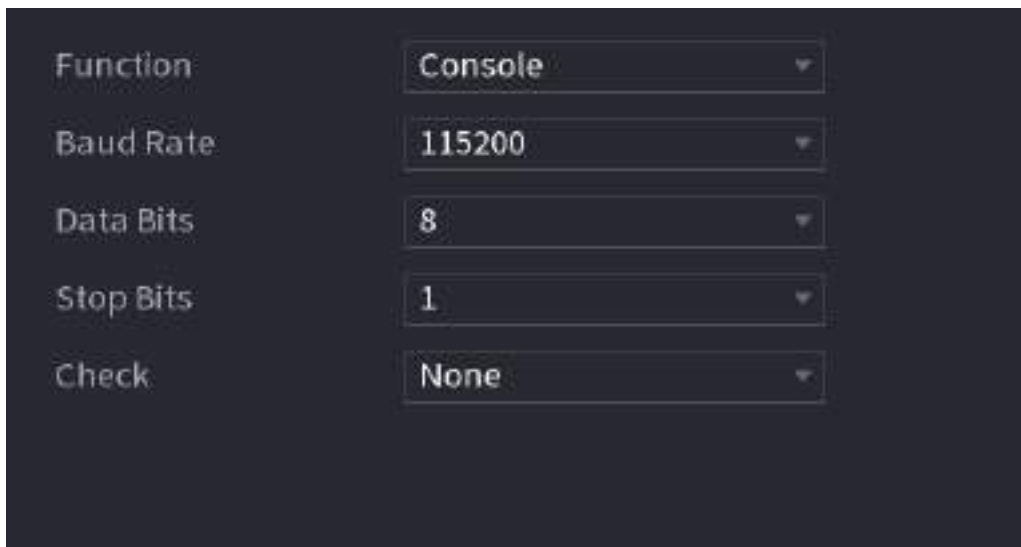 Function Console
Baud Rate 115200
Data Bits 8
Stop Bits 1
Check None